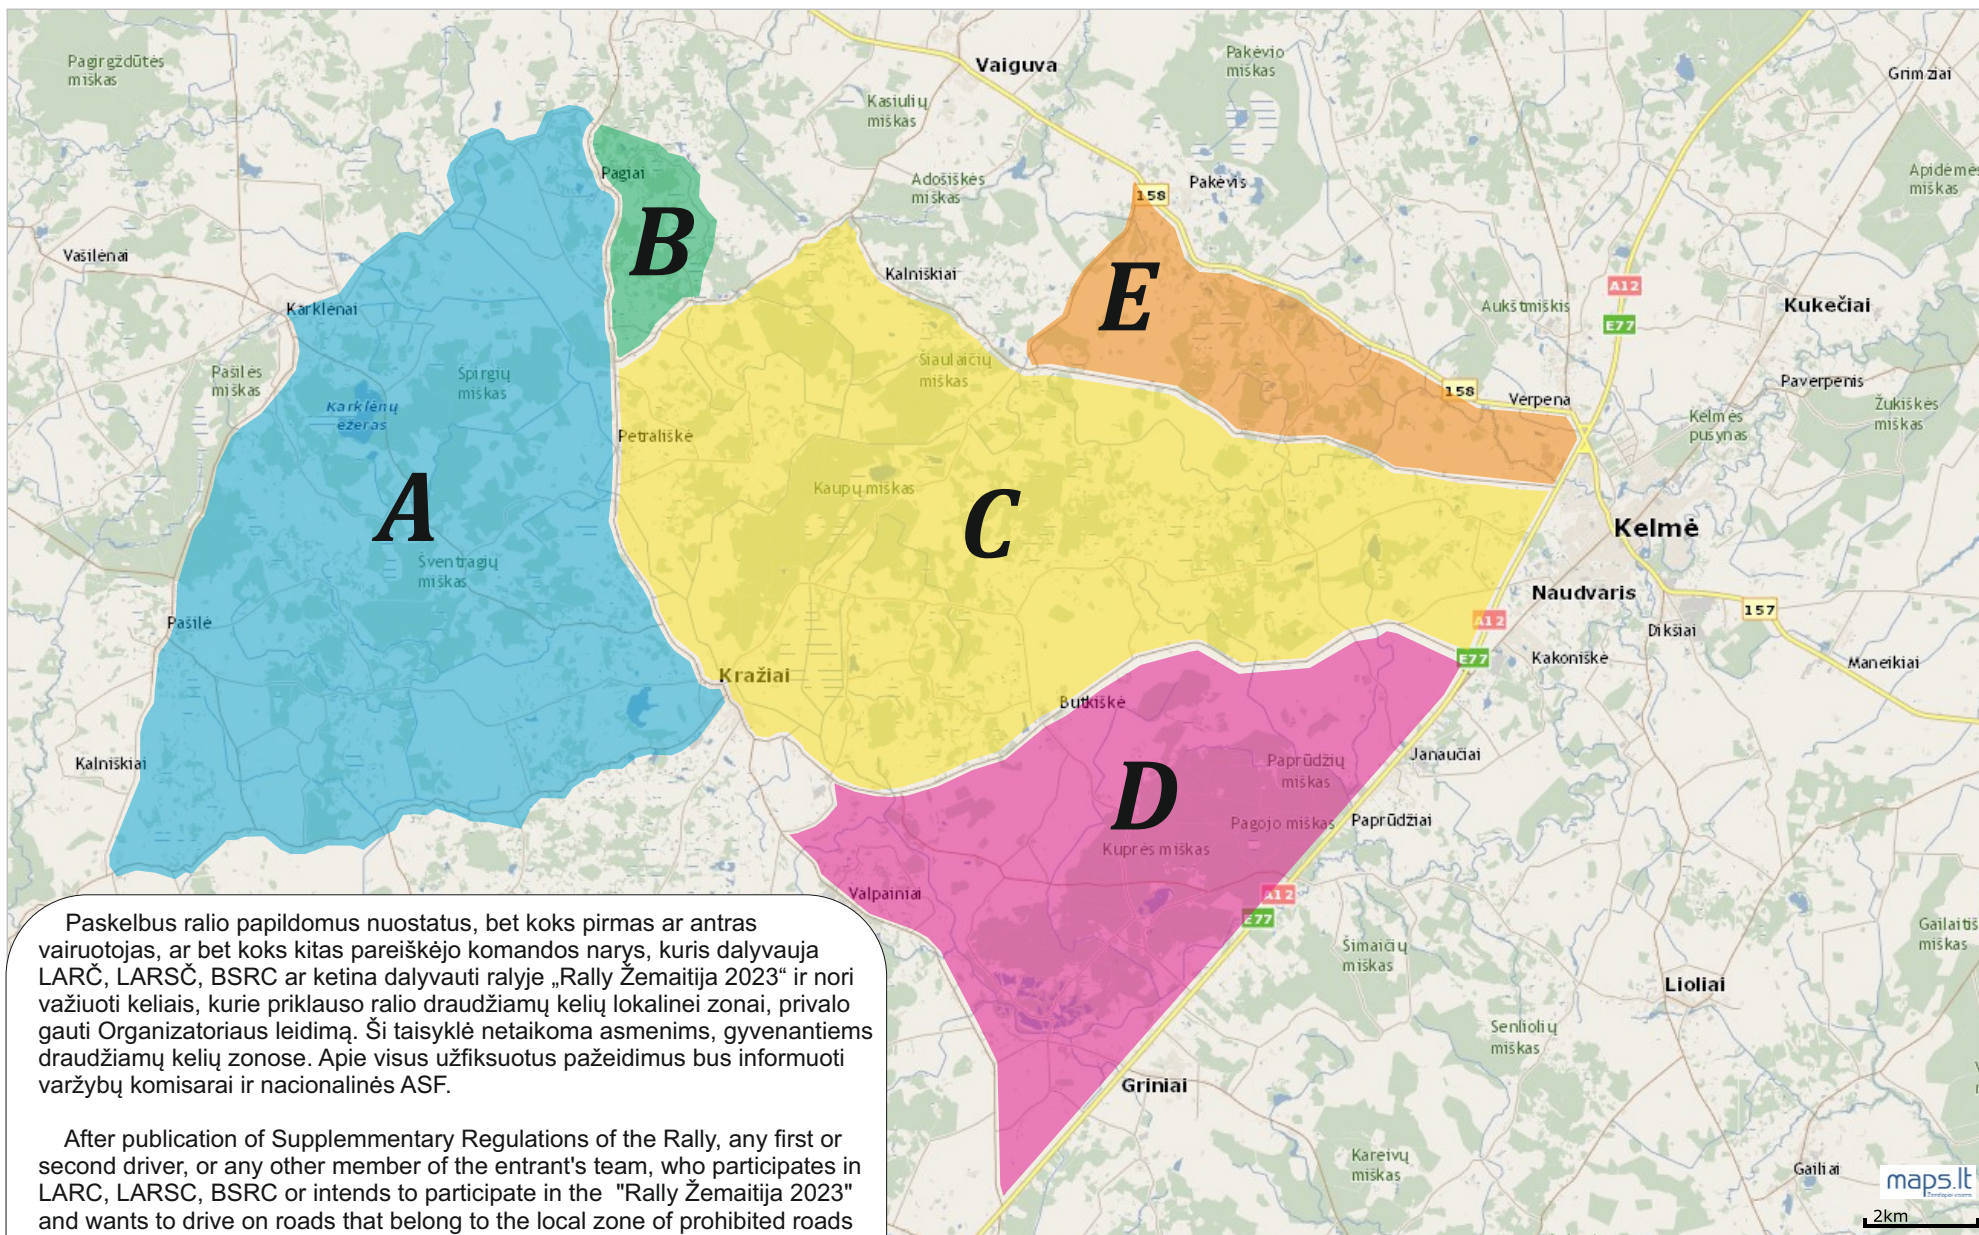 Pagirgždūtės
miškas
Vaiguva
Pakėvio
miškas
Grimziai
Kasiulių
miškas
Pagiai
Adošiškės
miškas
158
Pakėvis
Apidėmės
miškas
B
Vašilėnai
Kalniškiai
E
A12
Karklėnai
Aukštmiškis
Kukečiai
E77
Pašilės
miškas
Špirgių
miškas
Šiaulaičių
miškas
158
Verpena
Paverpenis
Karklėnų
ežeras
Kelmės
pusynas
Žukiškės
miškas
Petrališkė
Kaupų miškas
A
C
Kelmė
Šventragių
miškas
Naudvaris
157
Pašilė
A12
Dikšiai
Kražiai
E77
Kakoniškė
Maneikiai
Butkiškė
Kalniškiai
Paprūdžių
miškas
Janaučiai
D
Pagojo miškas
Paprūdžiai
Kuprės miškas
Valpainiai
A12
E77
Šimaičių
miškas
Gailaitiš
miškas
Lioliai
Senliolių
miškas
Griniai
Kareivų
miškas
Gailiai
maps.lt
2km
Paskelbus ralio papildomus nuostatus, bet koks pirmas ar antras
vairuotojas, ar bet koks kitas pareiškėjo komandos narys, kuris dalyvauja
LARČ, LARSČ, BSRC ar ketina dalyvauti ralyje „Rally Žemaitija 2023“ ir nori
važiuoti keliais, kurie priklauso ralio draudžiamų kelių lokalinei zonai, privalo
gauti Organizatoriaus leidimą. Ši taisyklė netaikoma asmenims, gyvenantiems
draudžiamų kelių zonose. Apie visus užfiksuotus pažeidimus bus informuoti
varžybų komisarai ir nacionalinės ASF.
After publication of Supplemmentary Regulations of the Rally, any first or
second driver, or any other member of the entrant's team, who participates in
LARC, LARSC, BSRC or intends to participate in the "Rally Žemaitija 2023"
and wants to drive on roads that belong to the local zone of prohibited roads